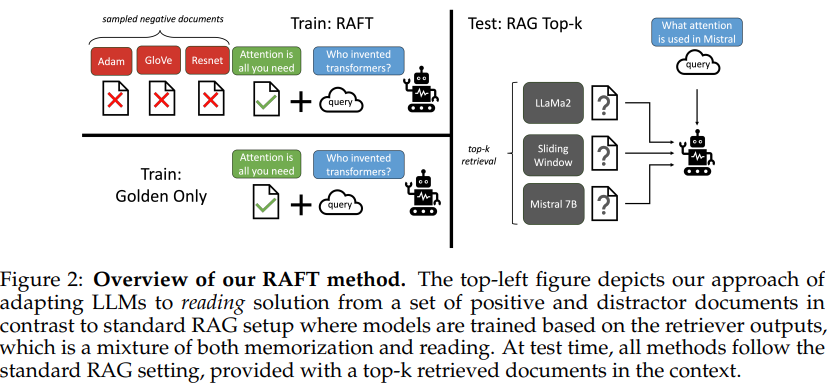 sampled negative documents
Train: RAFT
Adam
GloVe
Resnet
Attention is
all you need
Who invented
transformers?
query
Train:
Golden Only
Attention is
all you need
Who invented
transformers?
query
Test: RAG Top-k
What attention
is used in Mistral
query
top-k
retrieval
LLaMa2
?
Sliding
Window
?
Mistral 7B
?
Figure 2: Overview of our RAFT method. The top-left figure depicts our approach of
adapting LLMs to reading solution from a set of positive and distractor documents in
contrast to standard RAG setup where models are trained based on the retriever outputs,
which is a mixture of both memorization and reading. At test time, all methods follow the
standard RAG setting, provided with a top-k retrieved documents in the context.